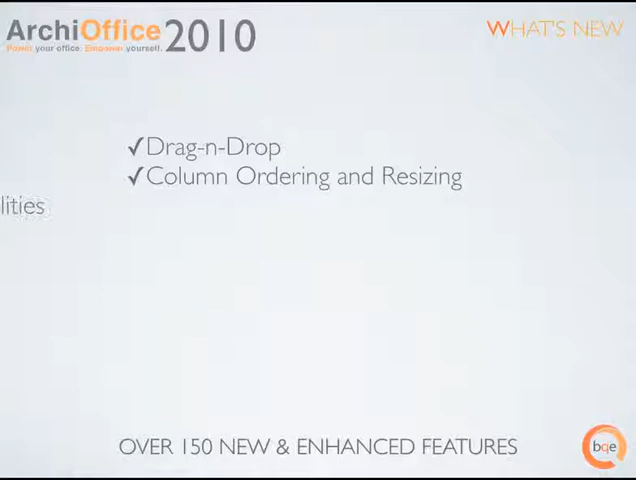 ArchiOffice 2010
Power your office. Empower yourself.
WHAT'S NEW
✓Drag-n-Drop
✓Column Ordering and Resizing
lities
OVER 150 NEW & ENHANCED FEATURES
bqe